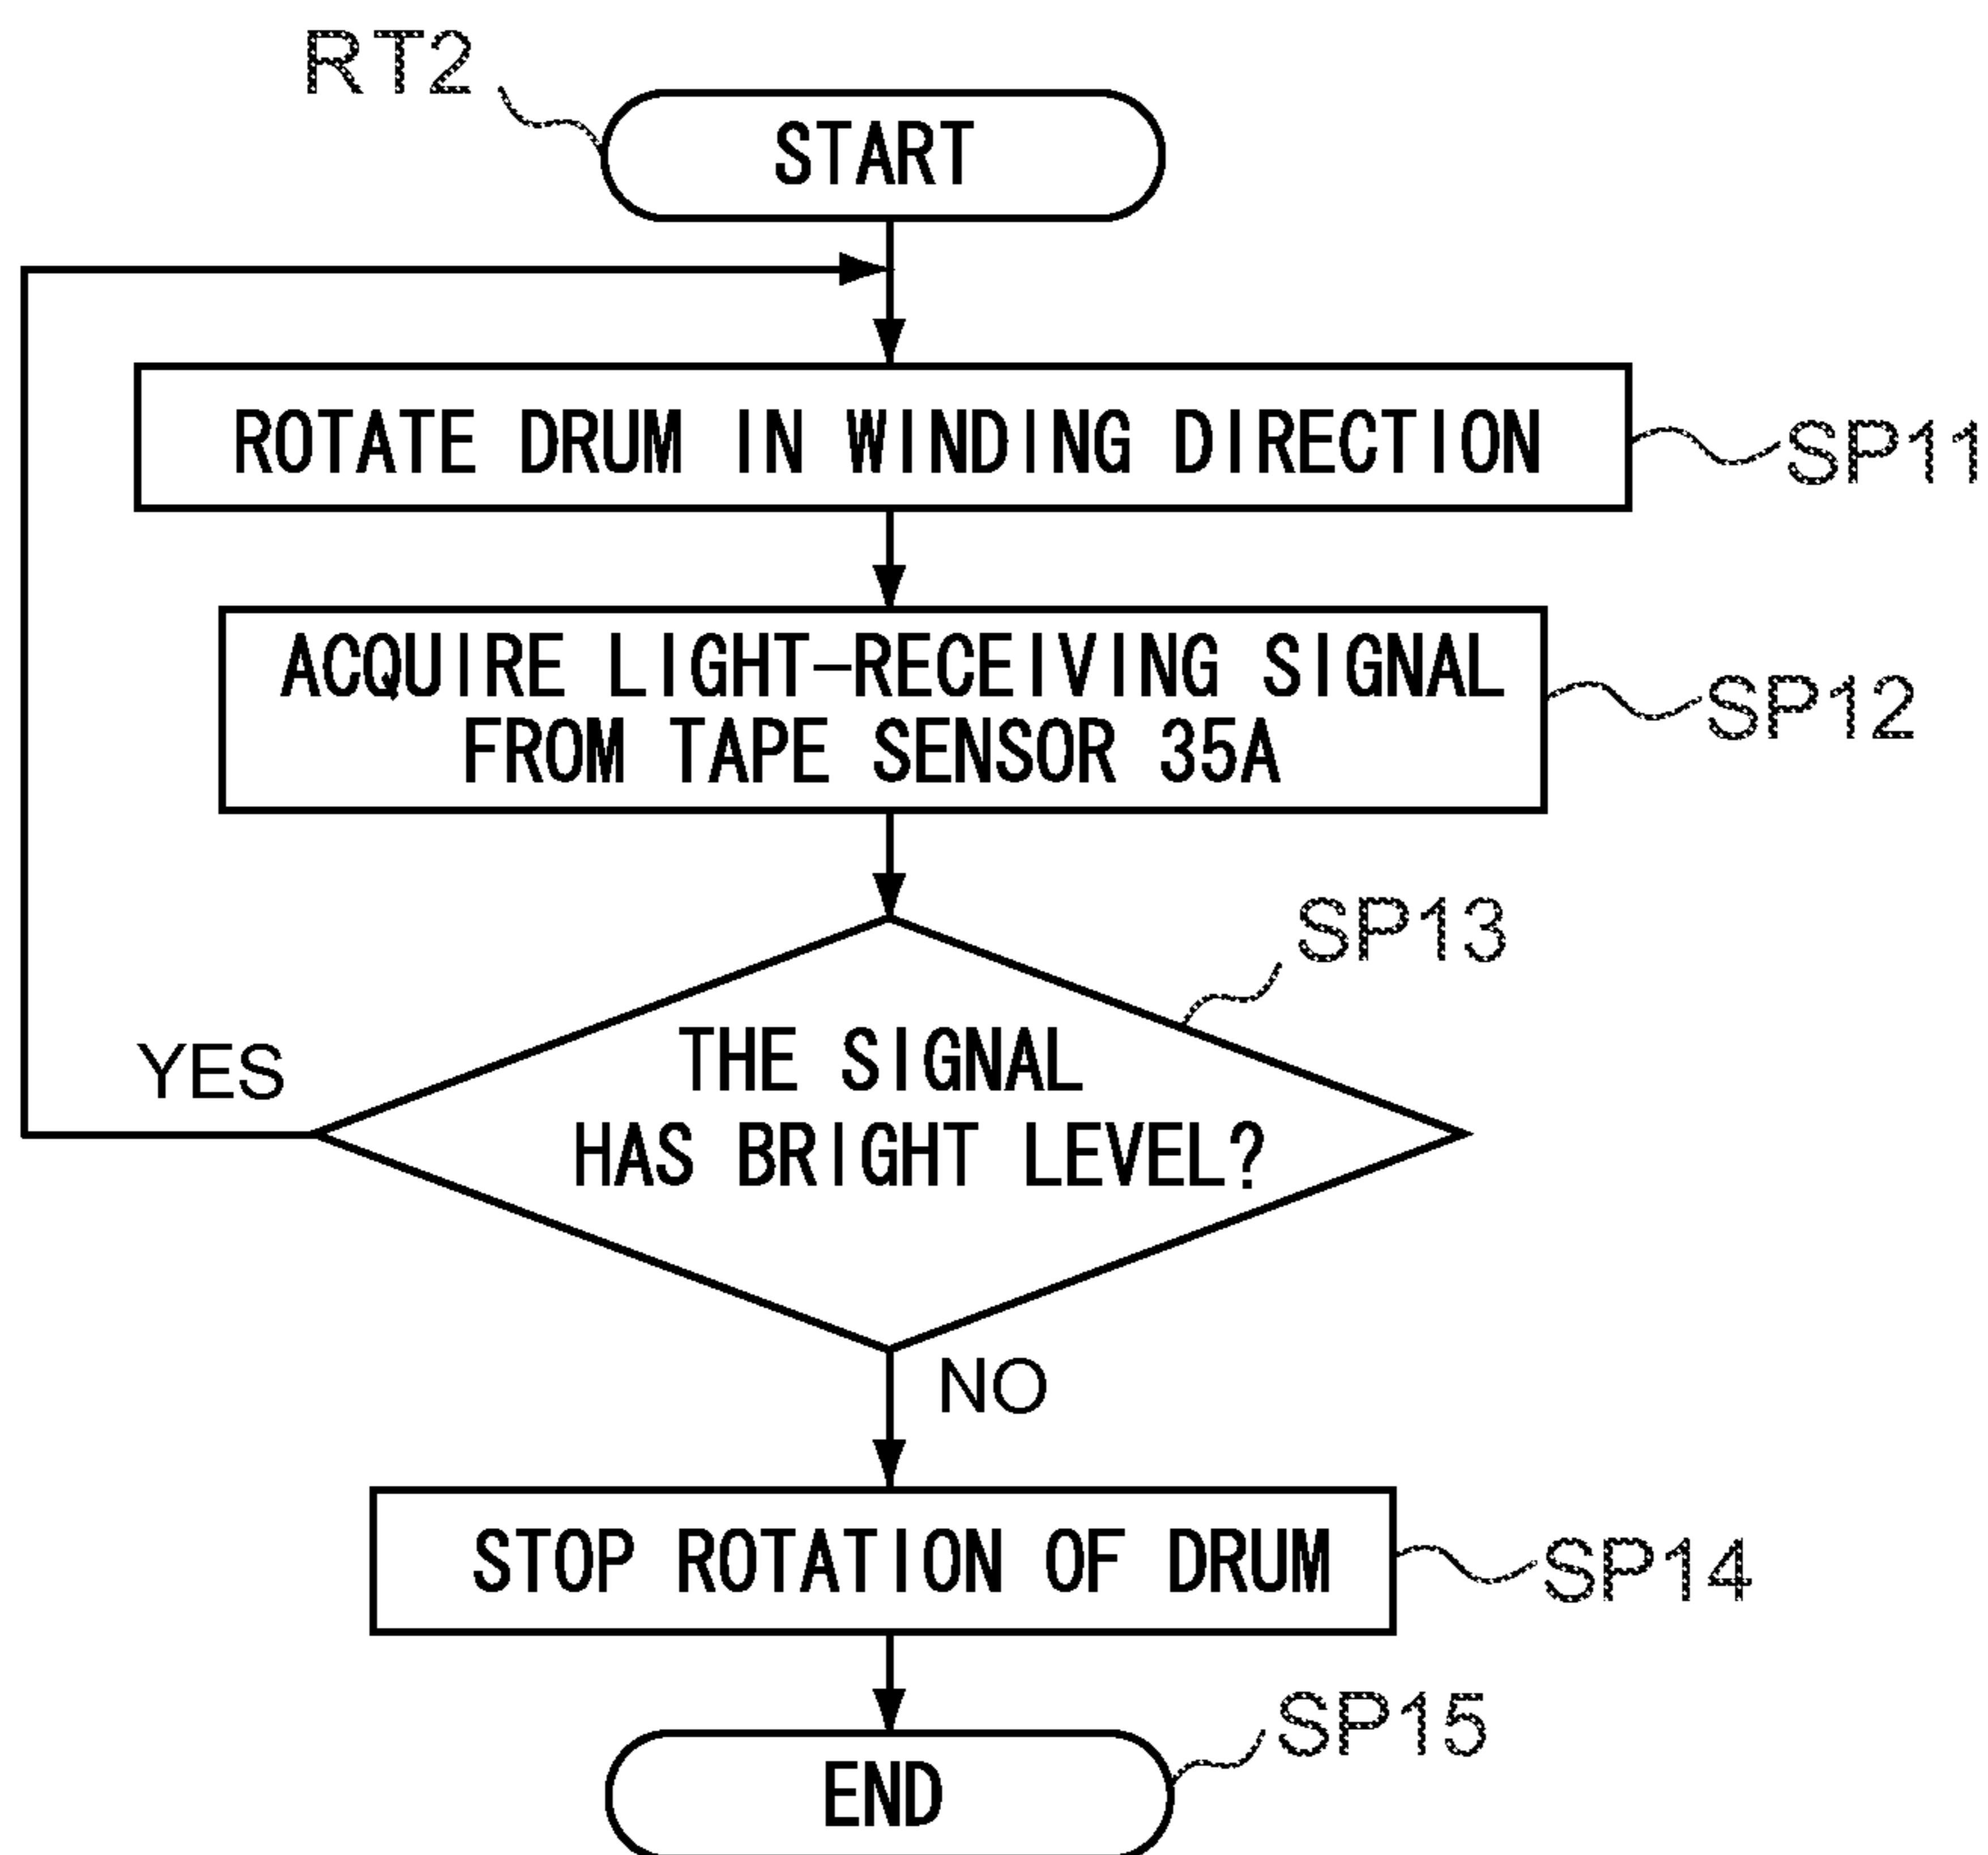 RT2
START
ROTATE DRUM IN WINDING DIRECTION
SP11
ACQUIRE LIGHT-RECEIVING SIGNAL
FROM TAPE SENSOR 35A
SP12
SP13
THE SIGNAL
HAS BRIGHT LEVEL?
YES
NO
STOP ROTATION OF DRUM
SP14
SP15
END